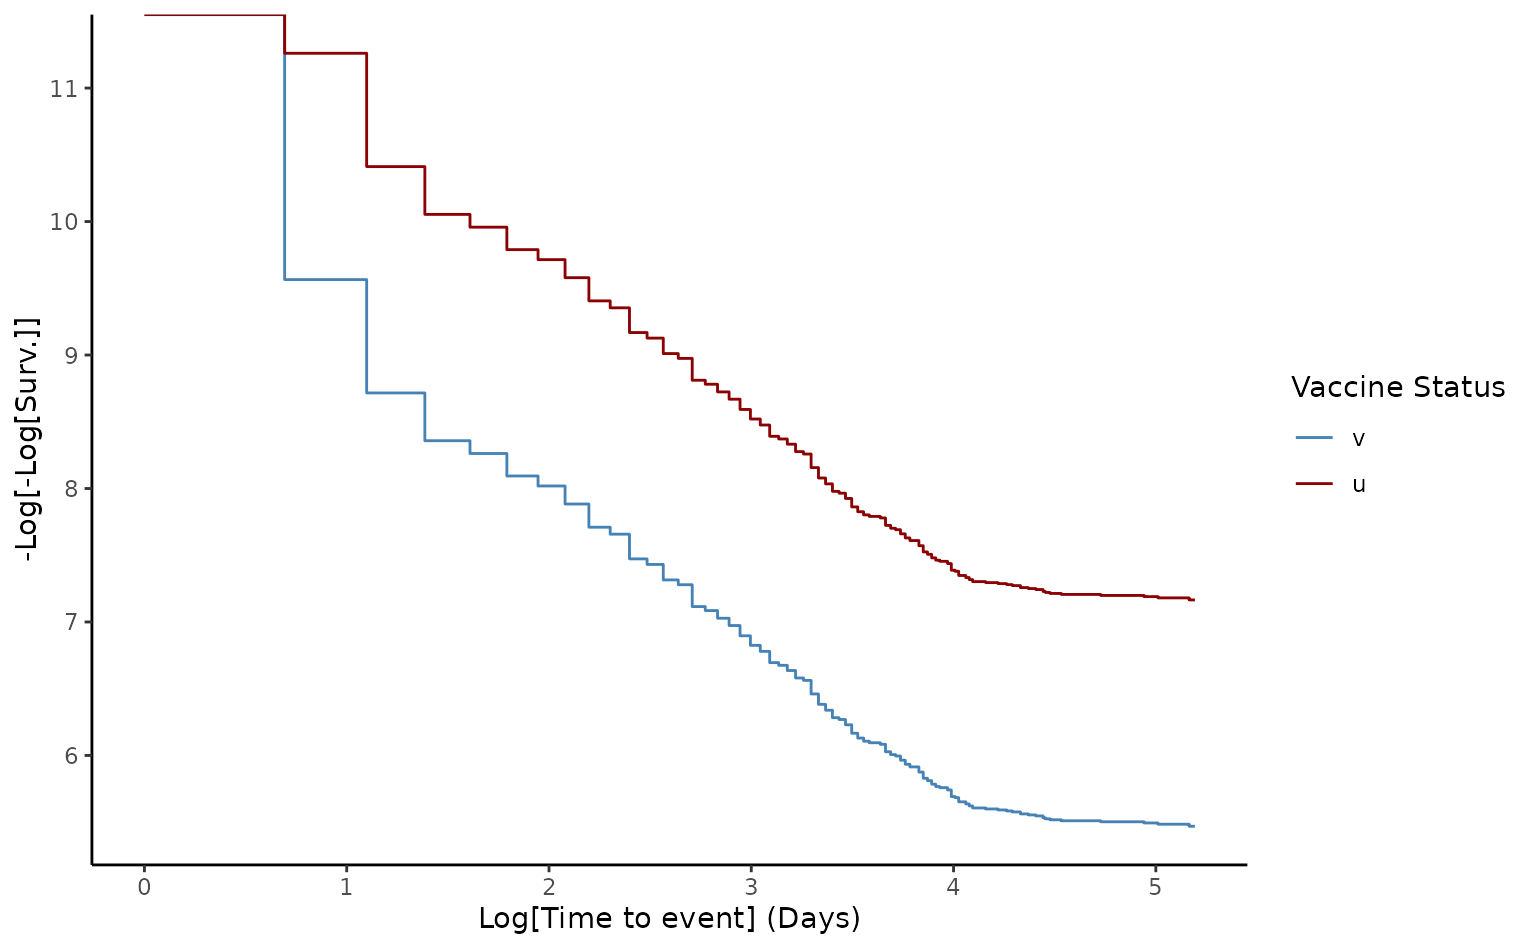 11
10
9
8
7
6
-Log[-Log[Surv.]]
0 1 2 3 4 5
Log[Time to event] (Days)
Vaccine Status
v
u